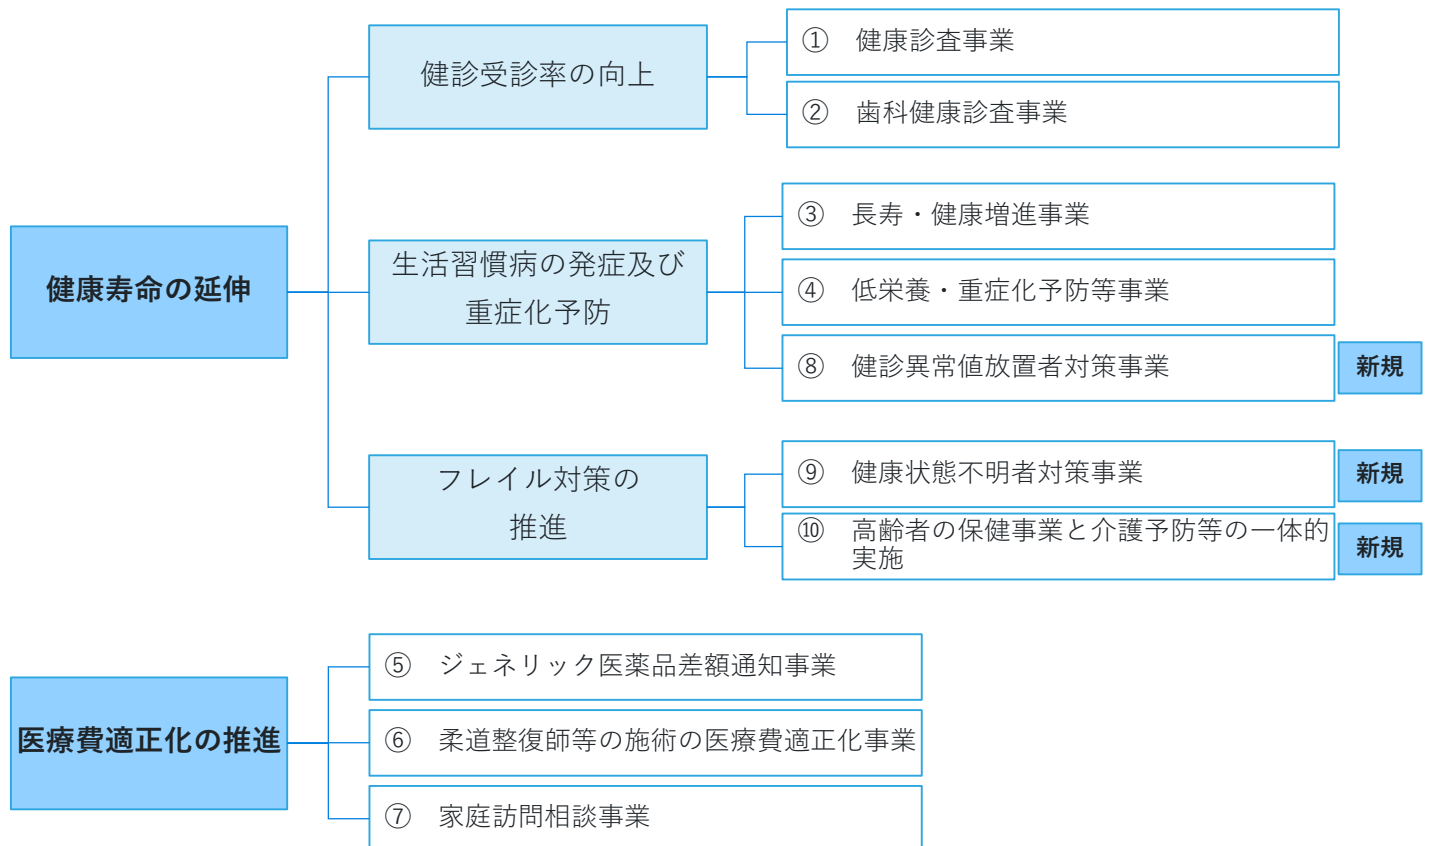 健康寿命の延伸
健診受診率の向上
① 健康診査事業
② 歯科健康診査事業
生活習慣病の発症及び
重症化予防
③ 長寿・健康増進事業
④ 低栄養・重症化予防等事業
⑧ 健診異常値放置者対策事業
新規
フレイル対策の
推進
⑨ 健康状態不明者対策事業
新規
⑩ 高齢者の保健事業と介護予防等の一体的
実施
新規
医療費適正化の推進
⑤ ジェネリック医薬品差額通知事業
⑥ 柔道整復師等の施術の医療費適正化事業
⑦ 家庭訪問相談事業